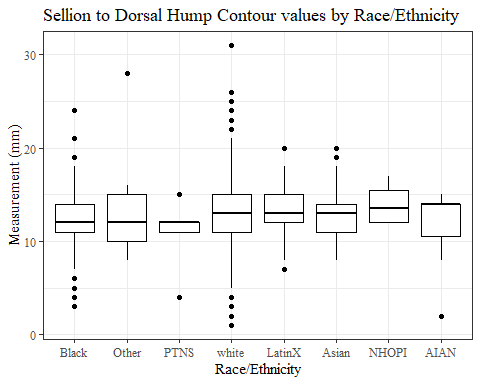 Sellion to Dorsal Hump Contour values by Race/Ethnicity
Measurement (mm)
30
20
10
0
Black Other PTNS white LatinX Asian NHOPI AIAN
Race/Ethnicity